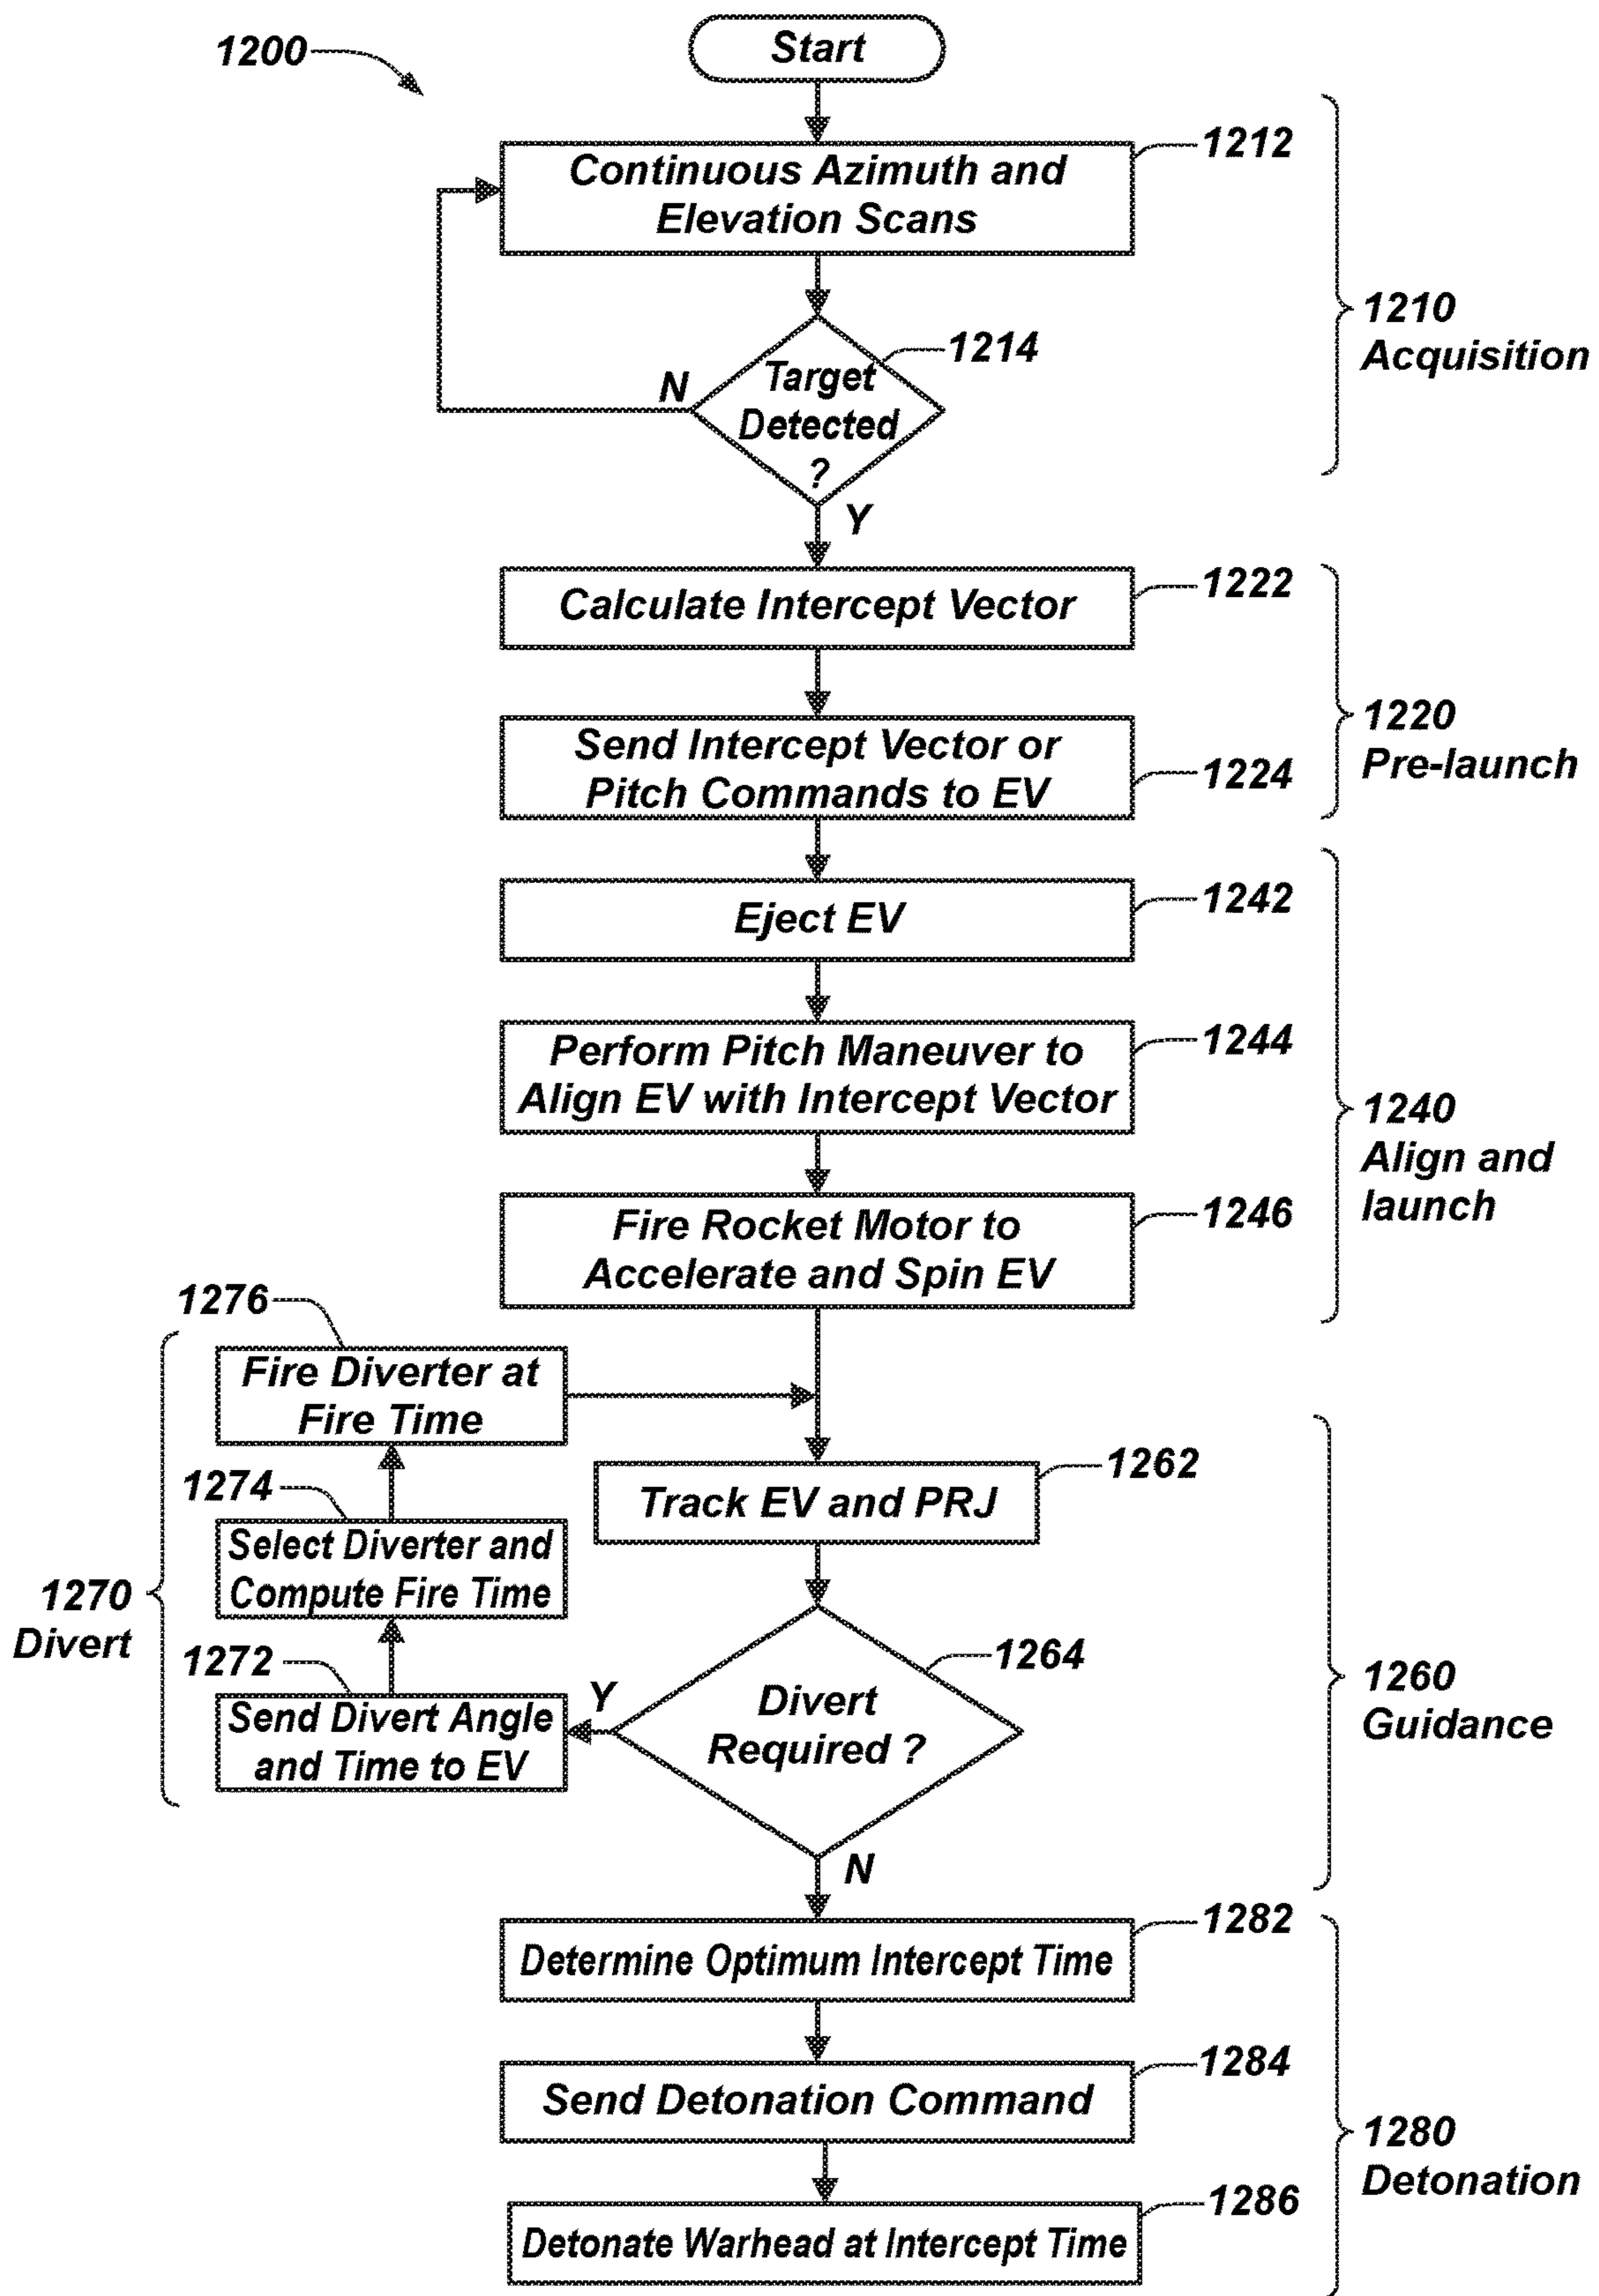 Start
1200
1212
Continuous Azimuth and
Elevation Scans
1210
Acquisition
1214
Target
Detected
?
N
Y
1222
Calculate Intercept Vector
1220
Pre-launch
Send Intercept Vector or
Pitch Commands to EV
1224
1242
Eject EV
1244
Perform Pitch Maneuver to
Align EV with Intercept Vector
1240
Align and
launch
1246
Fire Rocket Motor to
Accelerate and Spin EV
1276
Fire Diverter at
Fire Time
1262
Track EV and PRJ
1274
Select Diverter and
Compute Fire Time
1270
Divert
1272
Send Divert Angle
and Time to EV
Y
1264
Divert
Required ?
1260
Guidance
N
1282
Determine Optimum Intercept Time
1284
Send Detonation Command
1280
Detonation
1286
Detonate Warhead at Intercept Time